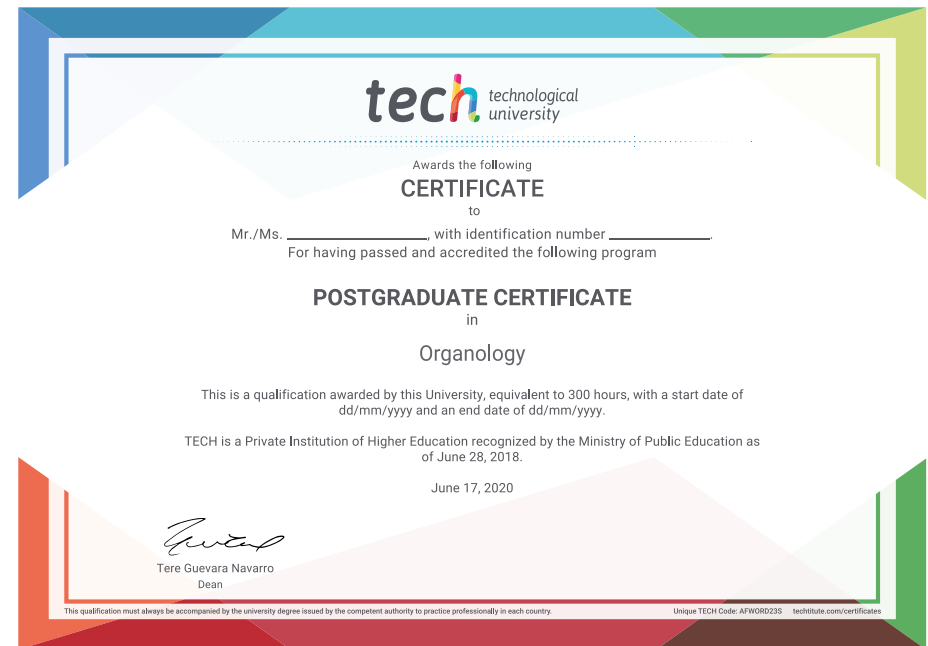 tech technological
university
Awards the following
CERTIFICATE
to
Mr./Ms. ____________________, with identification number ______________.
For having passed and accredited the following program
POSTGRADUATE CERTIFICATE
in
Organology
This is a qualification awarded by this University, equivalent to 300 hours, with a start date of
dd/mm/yyyy and an end date of dd/mm/yyyy.
TECH is a Private Institution of Higher Education recognized by the Ministry of Public Education as
of June 28, 2018.
June 17, 2020
Tere Guevara Navarro
Dean
This qualification must always be accompanied by the university degree issued by the competent authority to practice professionally in each country.
Unique TECH Code: AFWORD23S techtitute.com/certificates